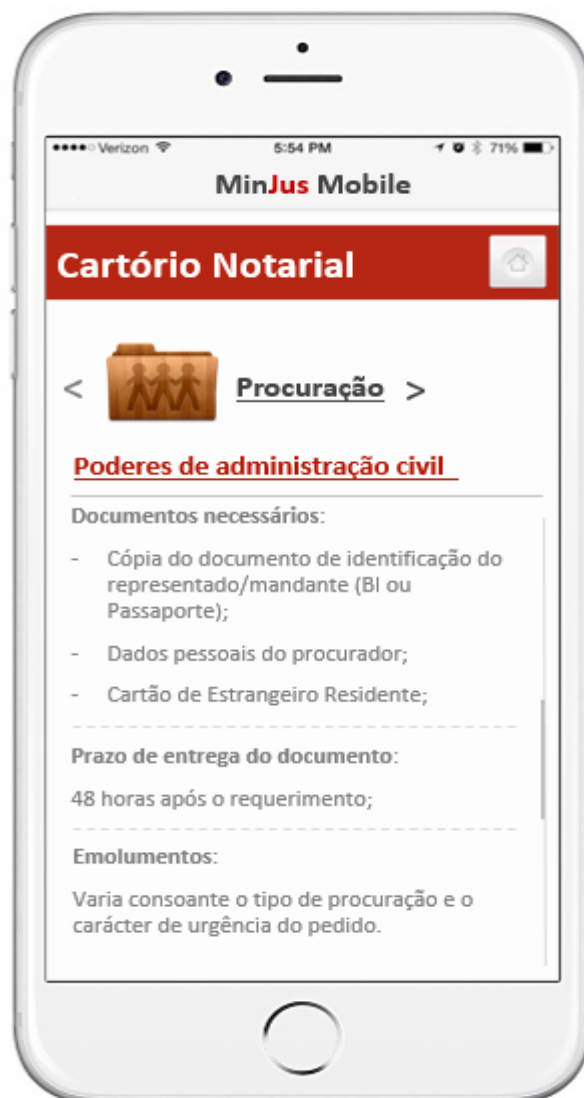 Verizon 5:54 PM 71%
MinJus Mobile
Cartório Notarial
< Procuração >
Poderes de administração civil
Documentos necessários:
- Cópia do documento de identificação do
representado/mandante (BI ou
Passaporte);
- Dados pessoais do procurador;
- Cartão de Estrangeiro Residente;
Prazo de entrega do documento:
48 horas após o requerimento;
Emolumentos:
Varia consoante o tipo de procuração e o
carácter de urgência do pedido.